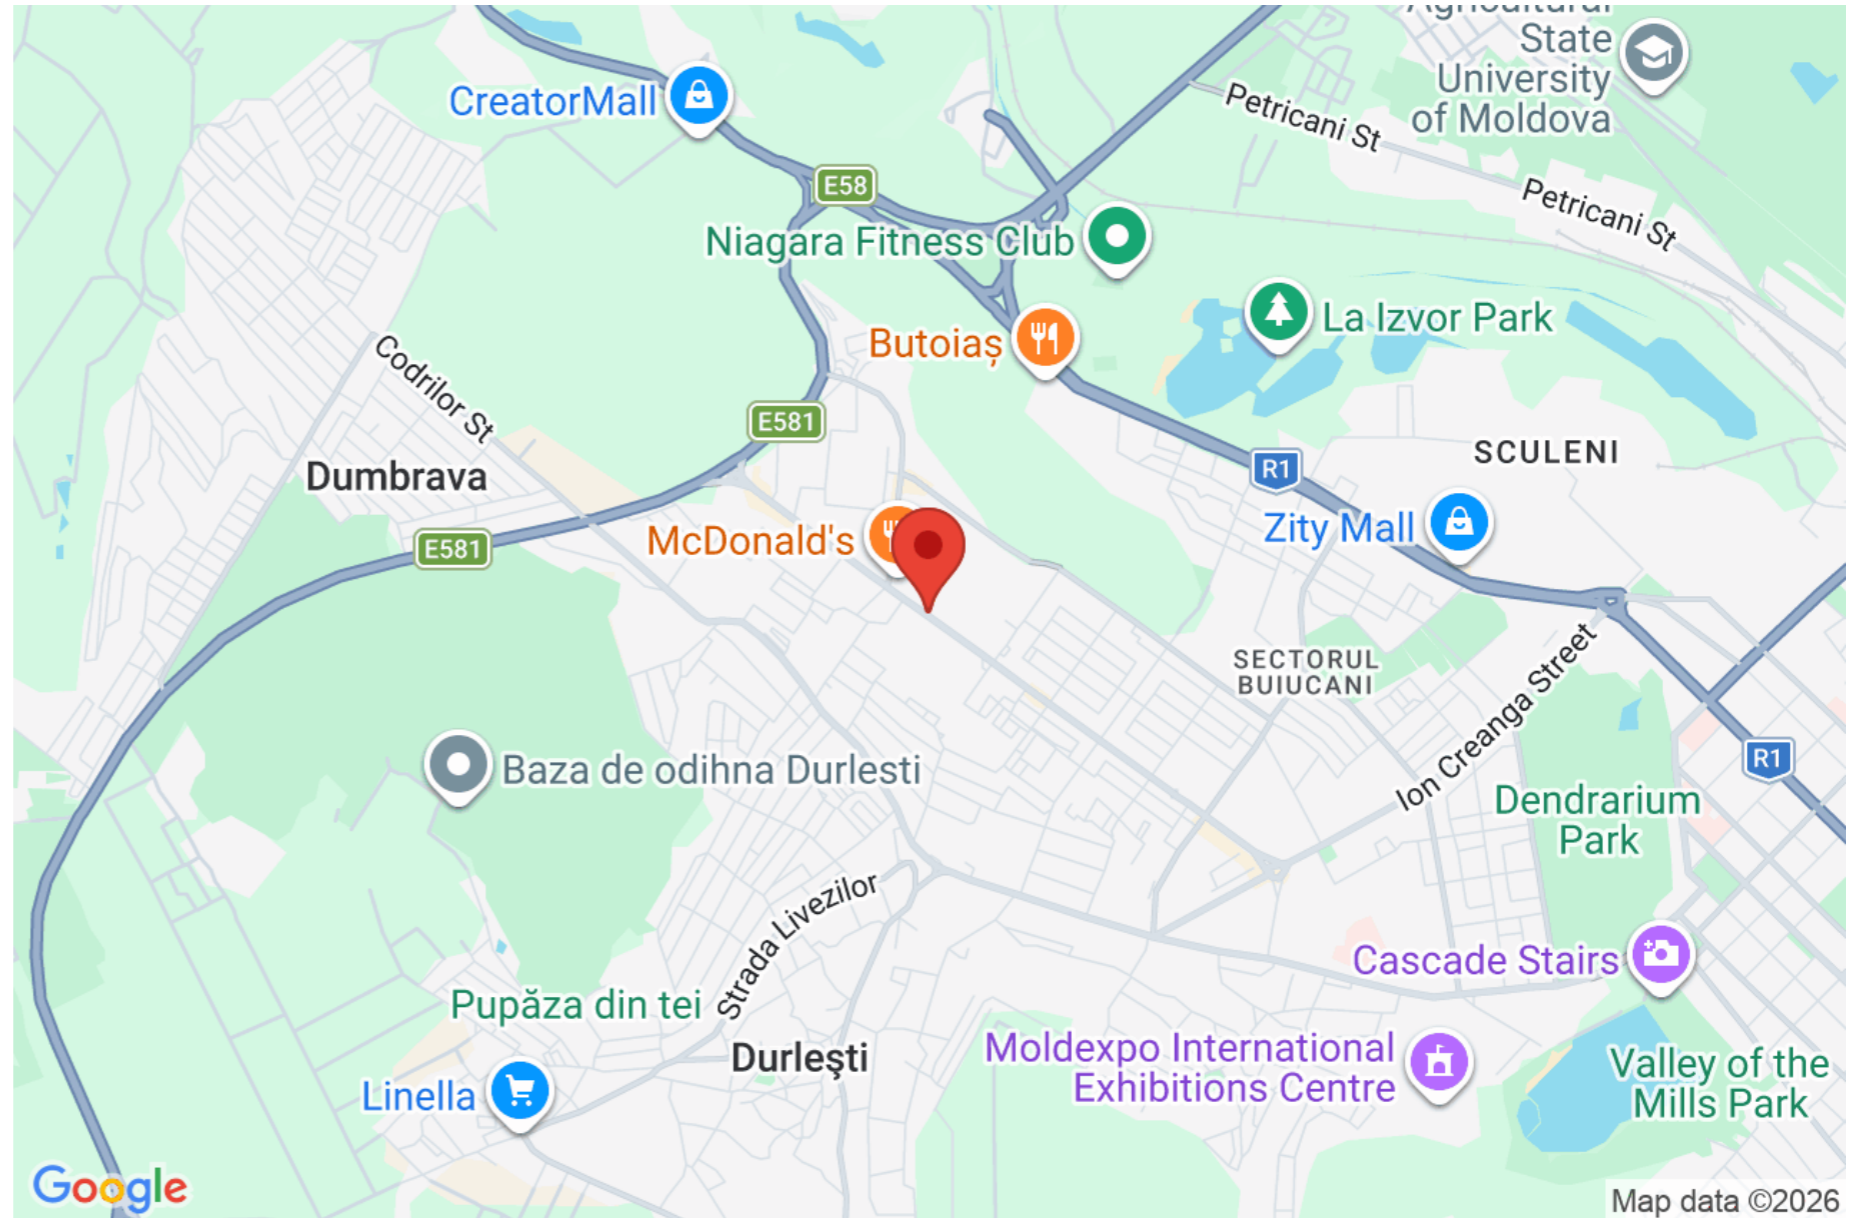 Agricultural
State
University
of Moldova
CreatorMall
Petricani St
E58
Petricani St
Niagara Fitness Club
La Izvor Park
Butoiaș
Codrilor St
E581
SCULENI
R1
Dumbrava
Zity Mall
McDonald's
E581
SECTORUL
BUIUCANI
Ion Creanga Street
R1
Baza de odihna Durlesti
Dendrarium
Park
Strada Livezilor
Cascade Stairs
Pupăza din tei
Durleşti
Moldexpo International
Exhibitions Centre
Valley of the
Mills Park
Linella
Google
Map data ©2026